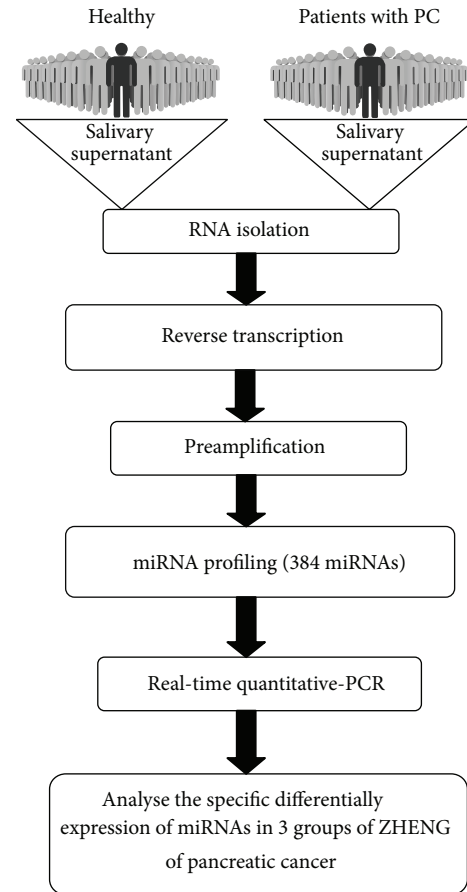 Healthy
Patients with PC
Salivary
supernatant
Salivary
supernatant
RNA isolation
Reverse transcription
Preamplification
miRNA profiling (384 miRNAs)
Real-time quantitative-PCR
Analyse the specific differentially
expression of miRNAs in 3 groups of ZHENG
of pancreatic cancer